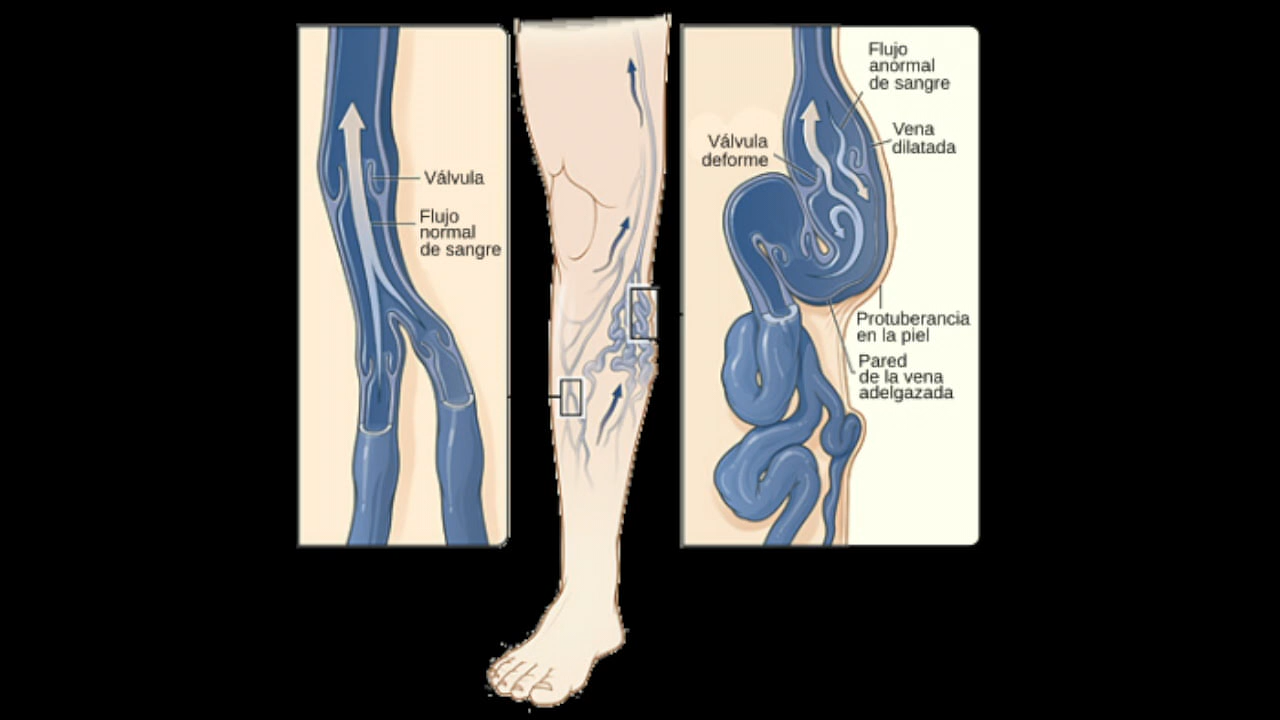 Válvula
Flujo
normal
de sangre
Flujo
anormal
de sangre
Vena
dilatada
Válvula
deforme
Protuberancia
en la piel
Pared
de la vena
adelgazada